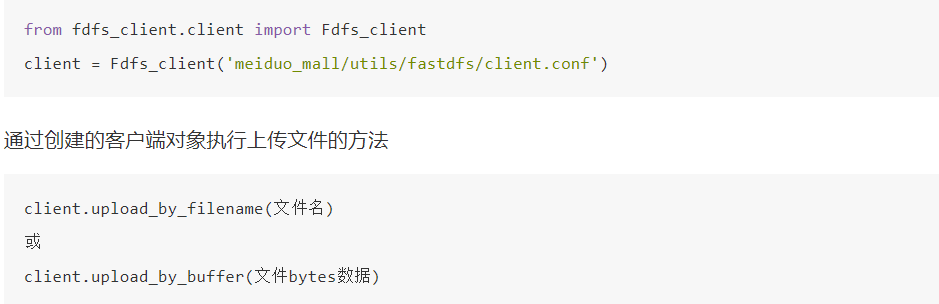 from fdfs_client.client import Fdfs_client
client = Fdfs_client('meiduo_mall/utils/fastdfs/client.conf')
通过创建的客户端对象执行上传文件的方法
client.upload_by_filename(文件名)
或
client.upload_by_buffer(文件bytes数据)